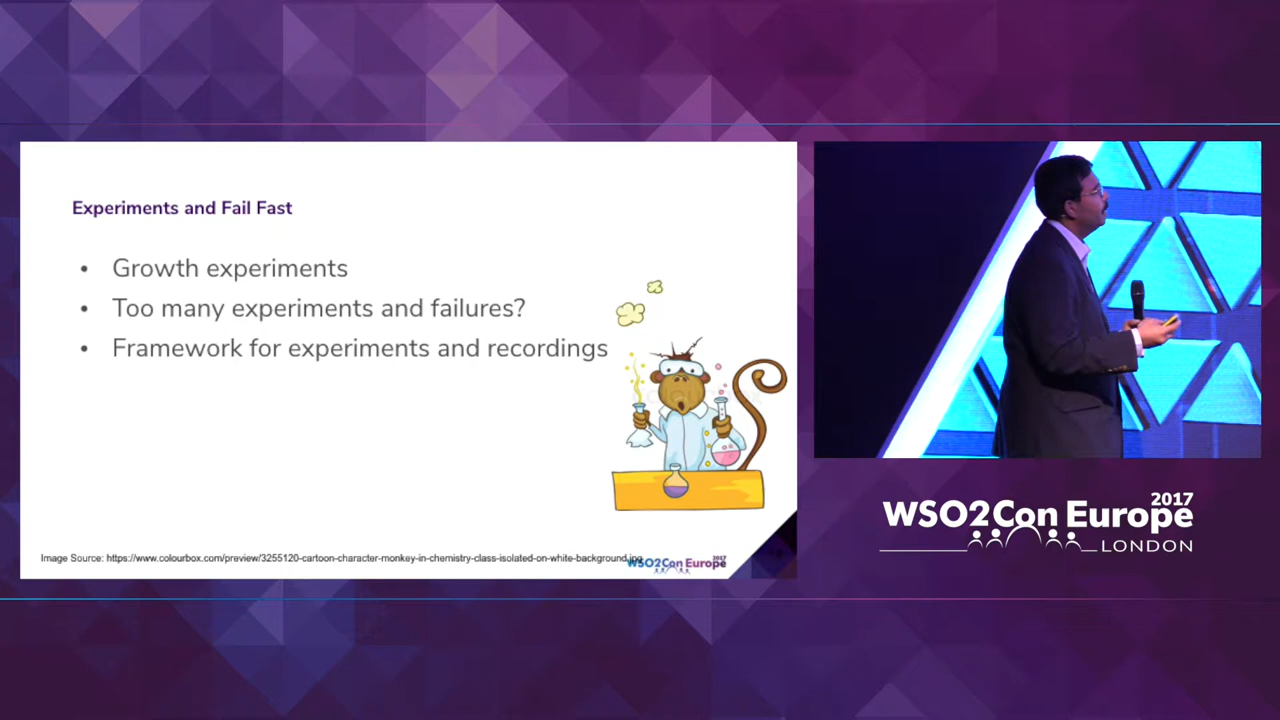 Experiments and Fail Fast
• Growth experiments
• Too many experiments and failures?
• Framework for experiments and recordings
Image Source: https://www.colourbox.com/preview/3255120-cartoon-character-monkey-in-chemistry-class-isolated-on-white-background.jpg
WSO2Con Europe 2017
2017
WSO2Con Europe
LONDON